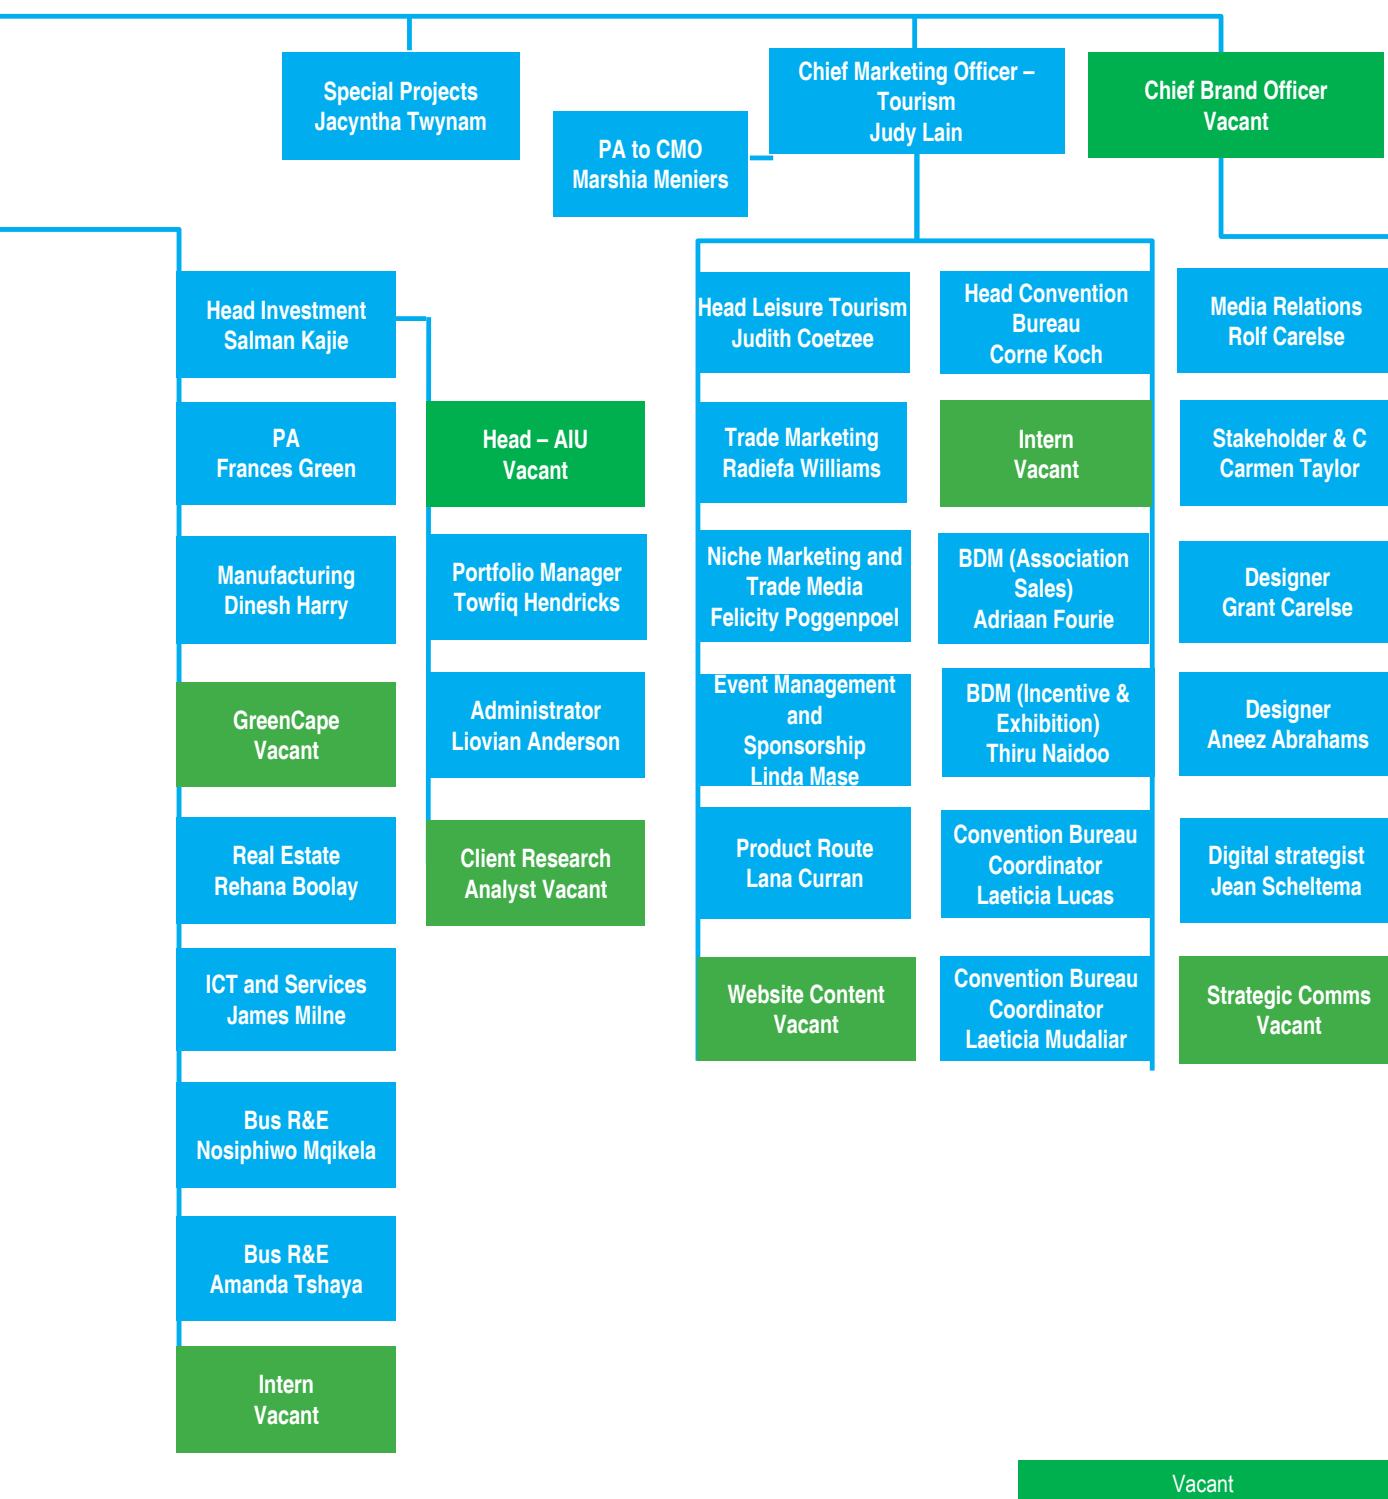 Special Projects
Jacyntha Twynam
Chief Marketing Officer –
Tourism
Judy Lain
Chief Brand Officer
Vacant
PA to CMO
Marshia Meniers
Head Investment
Salman Kajie
PA
Frances Green
Manufacturing
Dinesh Harry
GreenCape
Vacant
Real Estate
Rehana Boolay
ICT and Services
James Milne
Bus R&E
Nosiphiwo Mqikela
Bus R&E
Amanda Tshaya
Intern
Vacant
Head – AIU
Vacant
Portfolio Manager
Towfiq Hendricks
Administrator
Liovian Anderson
Client Research
Analyst Vacant
Head Leisure Tourism
Judith Coetzee
Trade Marketing
Radiefa Williams
Niche Marketing and
Trade Media
Felicity Poggenpoel
Event Management
and
Sponsorship
Linda Mase
Product Route
Lana Curran
Website Content
Vacant
Head Convention
Bureau
Corne Koch
Intern
Vacant
BDM (Association
Sales)
Adriaan Fourie
BDM (Incentive &
Exhibition)
Thiru Naidoo
Convention Bureau
Coordinator
Laeticia Lucas
Convention Bureau
Coordinator
Laeticia Mudaliar
Media Relations
Rolf Carelse
Stakeholder & C
Carmen Taylor
Designer
Grant Carelse
Designer
Aneez Abrahams
Digital strategist
Jean Scheltema
Strategic Comms
Vacant
Vacant